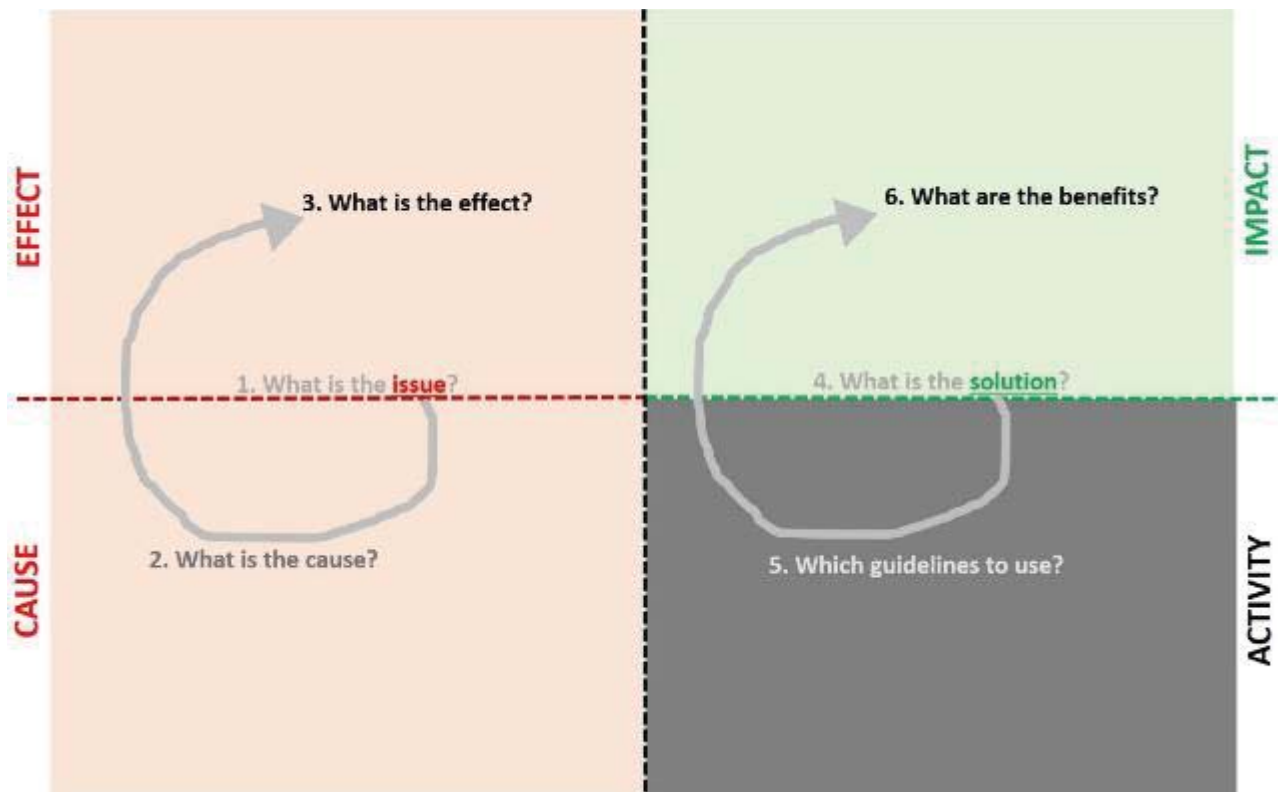 EFFECT
3. What is the effect?
1. What is the issue?
CAUSE
2. What is the cause?
6. What are the benefits?
IMPACT
4. What is the solution?
5. Which guidelines to use?
ACTIVITY